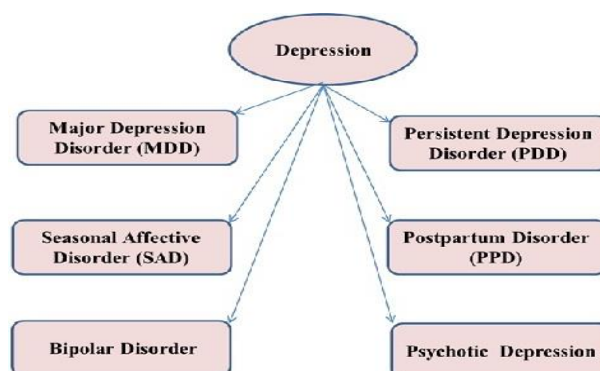 Depression
Major Depression
Disorder (MDD)
Persistent Depression
Disorder (PDD)
Seasonal Affective
Disorder (SAD)
Postpartum Disorder
(PPD)
Bipolar Disorder
Psychotic Depression